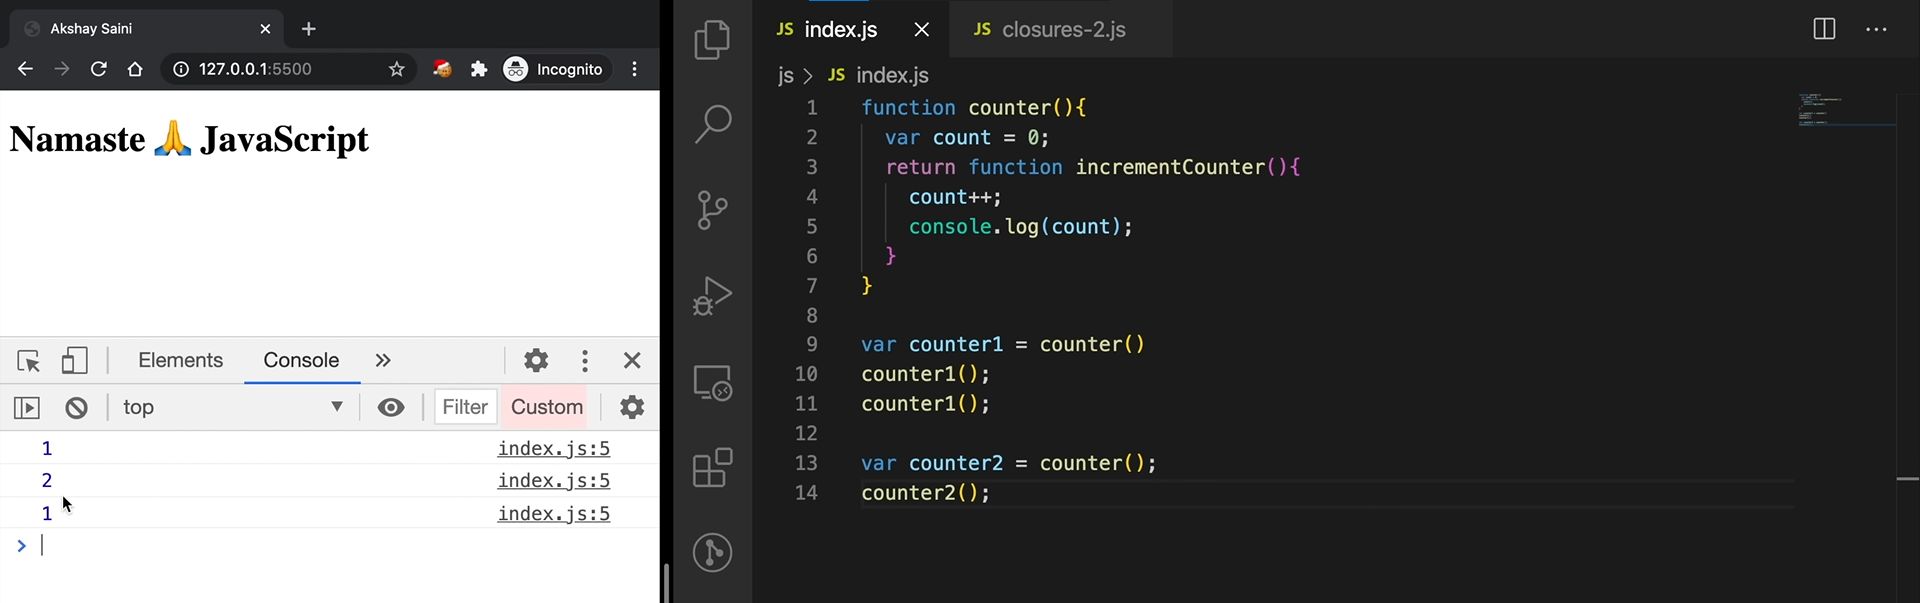 Akshay Saini
127.0.0.1:5500
Incognito
Namaste 🙏 JavaScript
Elements Console
top Filter Custom
1 index.js:5
2 index.js:5
1 index.js:5
>
JS index.js JS closures-2.js
js > JS index.js
1 function counter(){
2 var count = 0;
3 return function incrementCounter(){
4 count++;
5 console.log(count);
6 }
7 }
8
9 var counter1 = counter()
10 counter1();
11 counter1();
12
13 var counter2 = counter();
14 counter2();